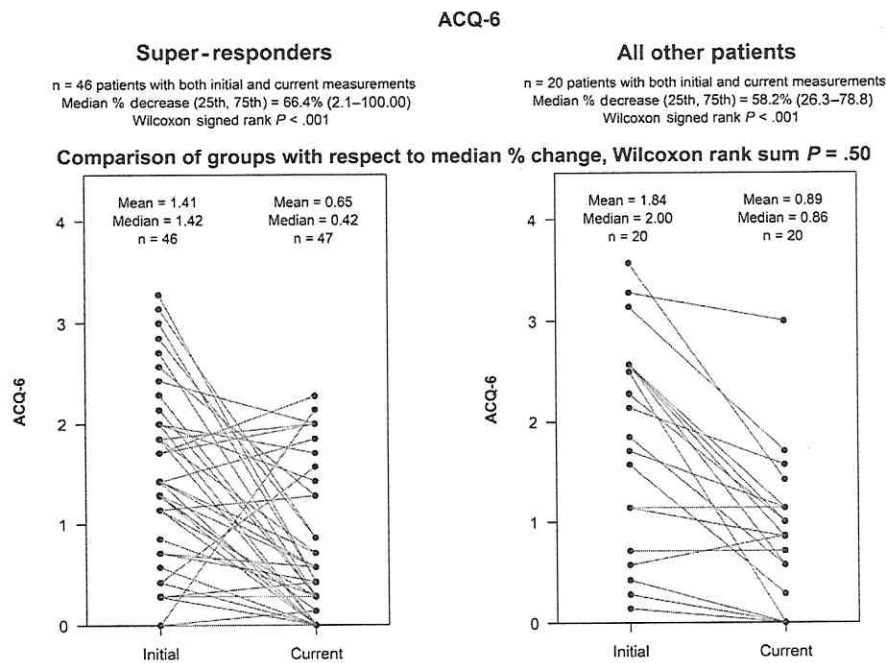 ACQ-6
Super-responders
n = 46 patients with both initial and current measurements
Median % decrease (25th, 75th) = 66.4% (2.1–100.00)
Wilcoxon signed rank P < .001
All other patients
n = 20 patients with both initial and current measurements
Median % decrease (25th, 75th) = 58.2% (26.3–78.8)
Wilcoxon signed rank P < .001
Comparison of groups with respect to median % change, Wilcoxon rank sum P = .50
Mean = 1.41
Median = 1.42
n = 46
Mean = 0.65
Median = 0.42
n = 47
4
3
2
1
0
ACQ-6
Initial
Current
Mean = 1.84
Median = 2.00
n = 20
Mean = 0.89
Median = 0.86
n = 20
4
3
2
1
0
ACQ-6
Initial
Current